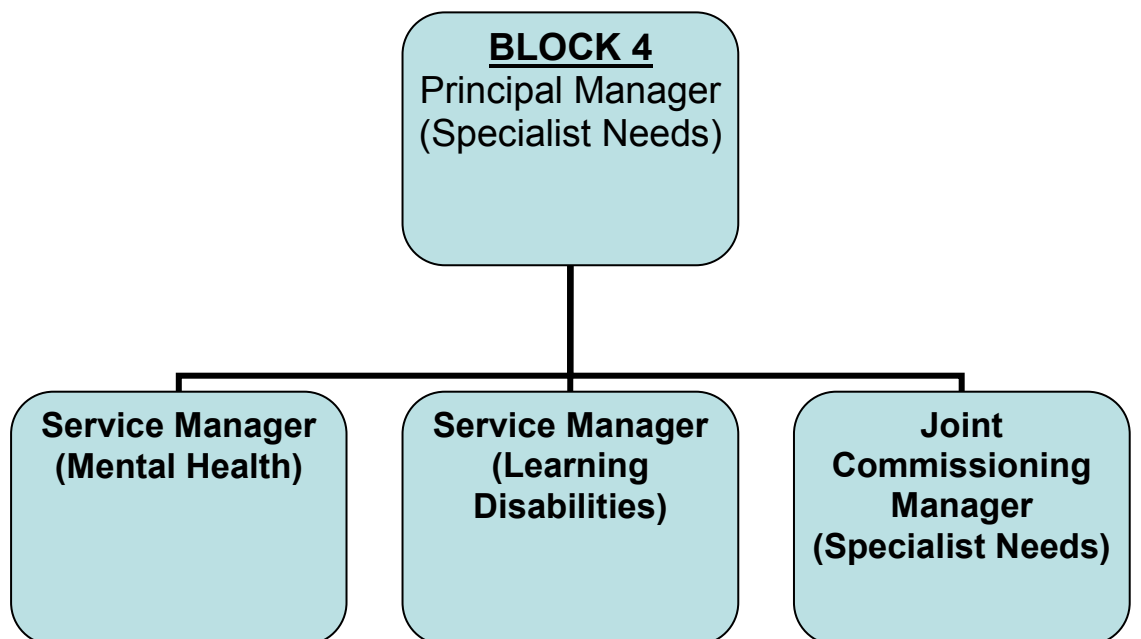 BLOCK 4
Principal Manager
(Specialist Needs)
Service Manager
(Mental Health)
Service Manager
(Learning
Disabilities)
Joint
Commissioning
Manager
(Specialist Needs)